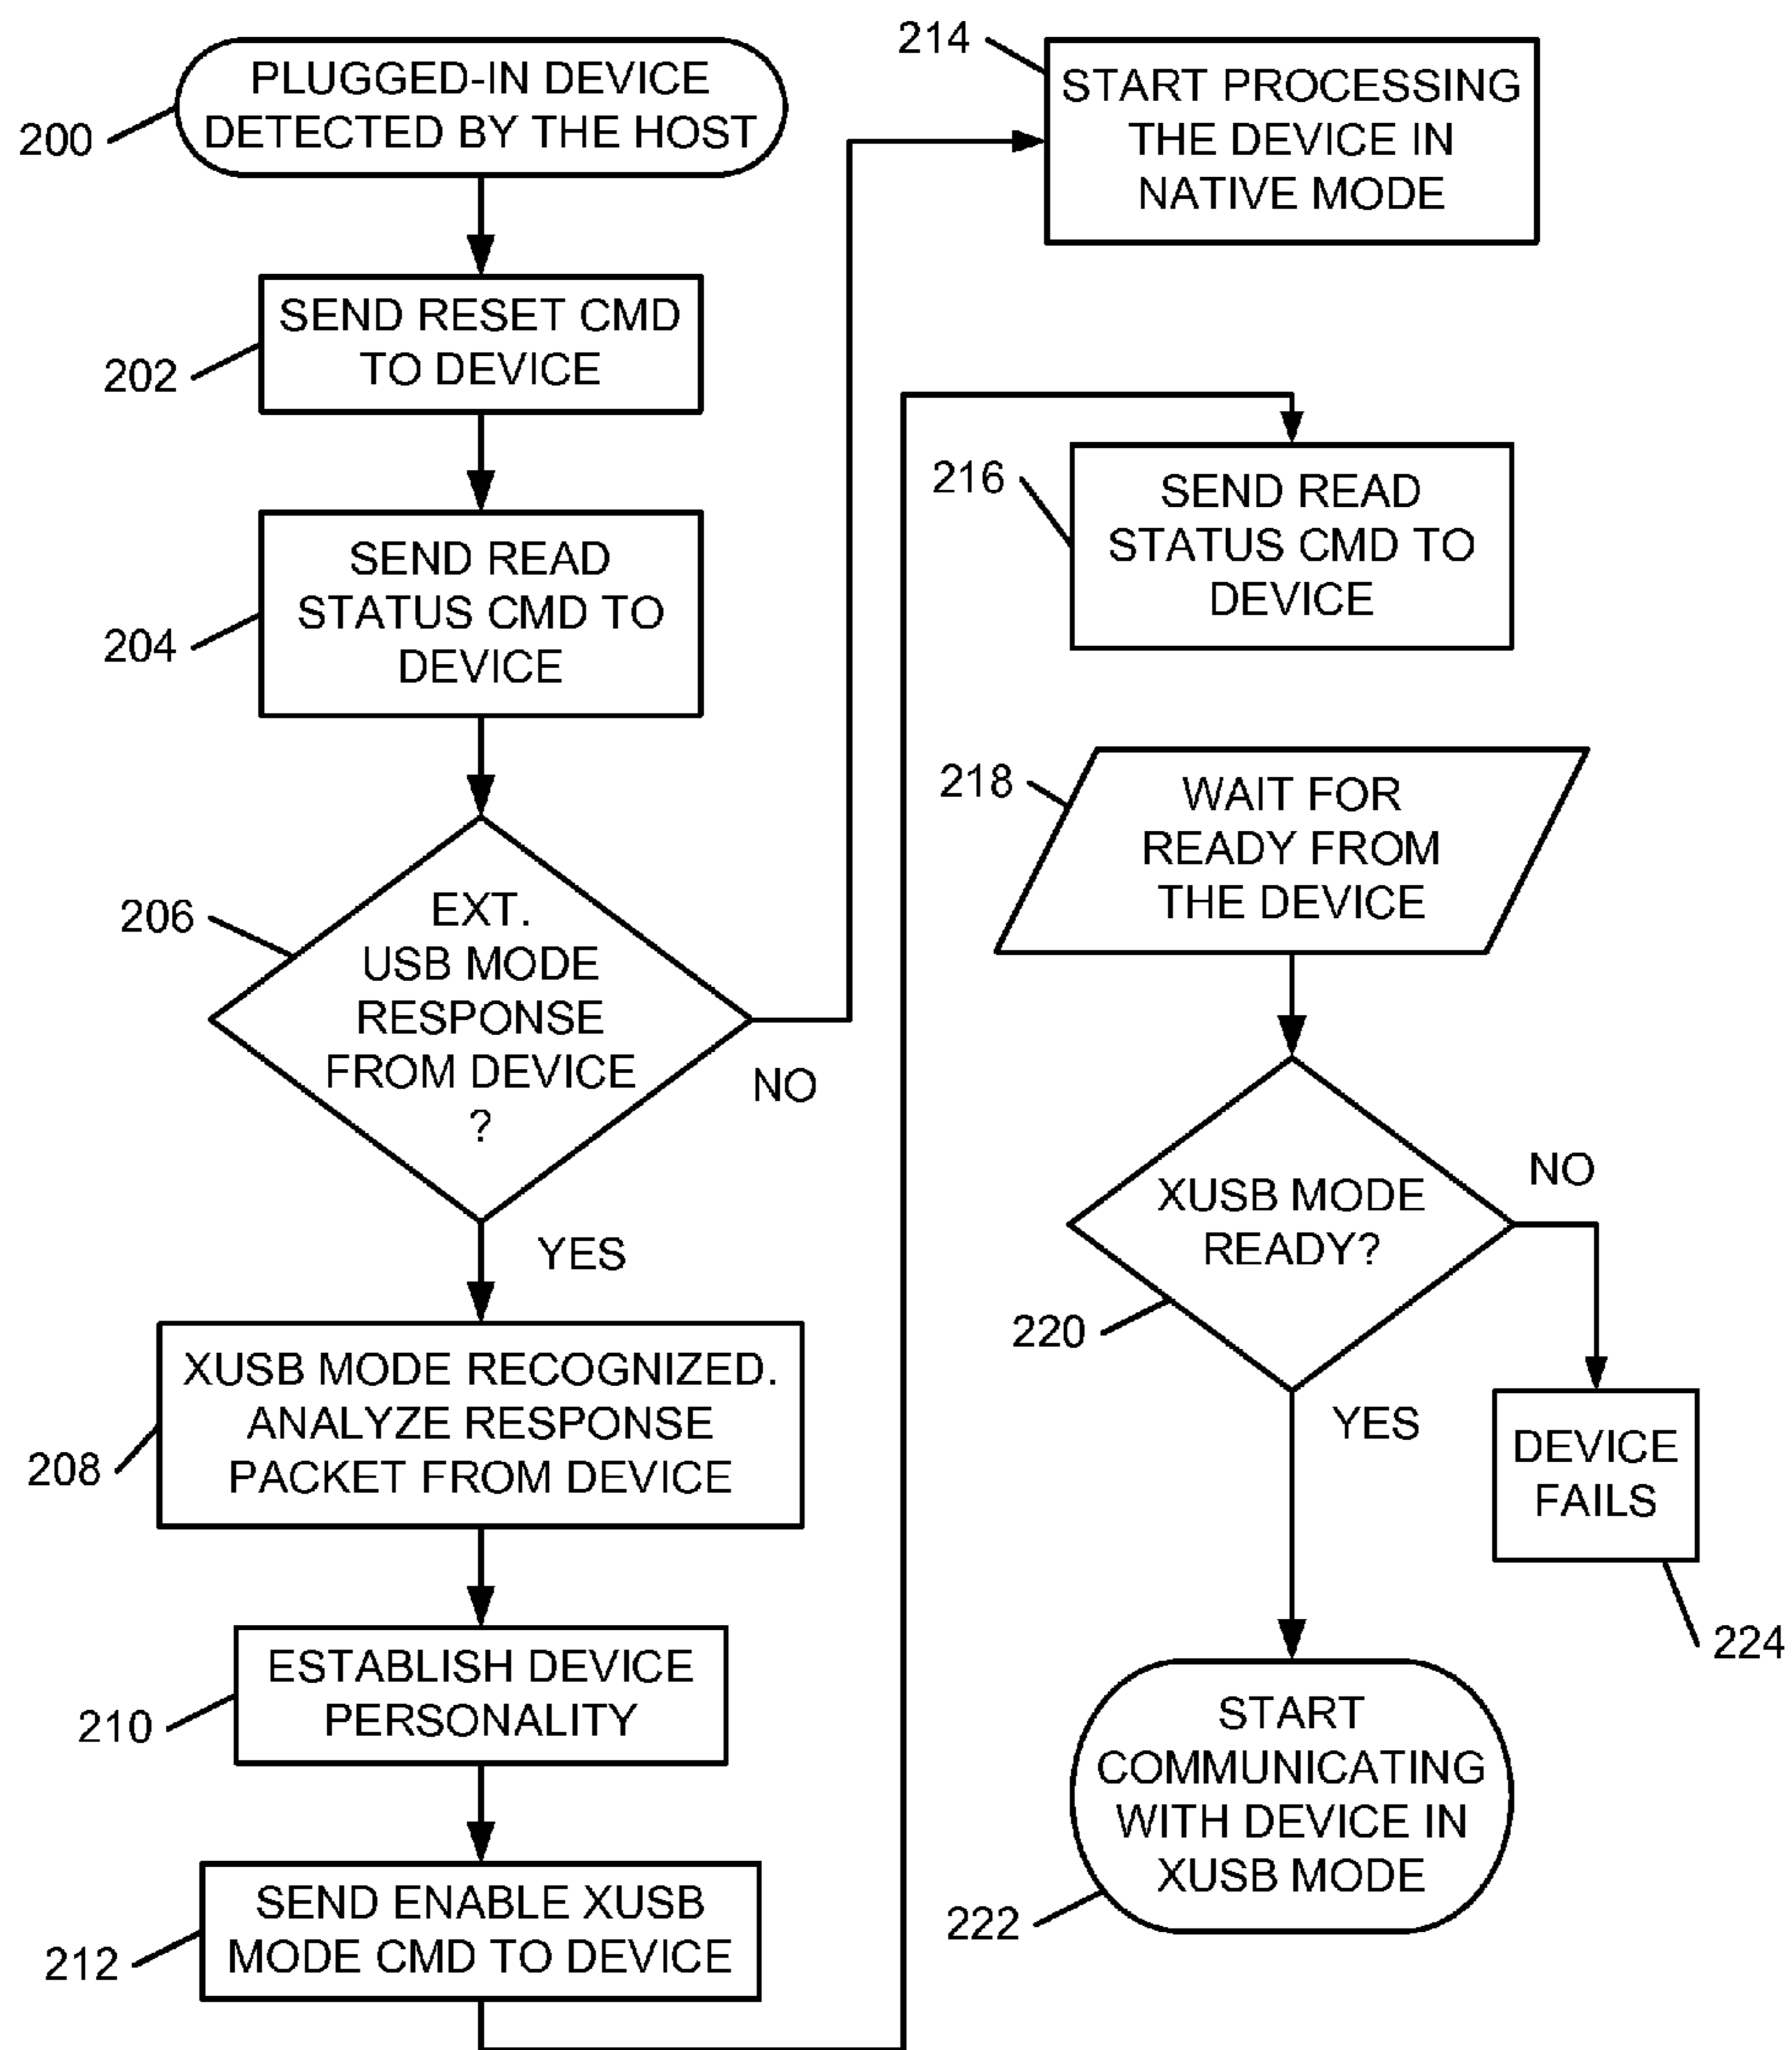 200
PLUGGED-IN DEVICE
DETECTED BY THE HOST
202
SEND RESET CMD
TO DEVICE
204
SEND READ
STATUS CMD TO
DEVICE
206
EXT.
USB MODE
RESPONSE
FROM DEVICE
?
NO
YES
208
XUSB MODE RECOGNIZED.
ANALYZE RESPONSE
PACKET FROM DEVICE
210
ESTABLISH DEVICE
PERSONALITY
212
SEND ENABLE XUSB
MODE CMD TO DEVICE
214
START PROCESSING
THE DEVICE IN
NATIVE MODE
216
SEND READ
STATUS CMD TO
DEVICE
218
WAIT FOR
READY FROM
THE DEVICE
220
XUSB MODE
READY?
NO
YES
DEVICE
FAILS
224
222
START
COMMUNICATING
WITH DEVICE IN
XUSB MODE